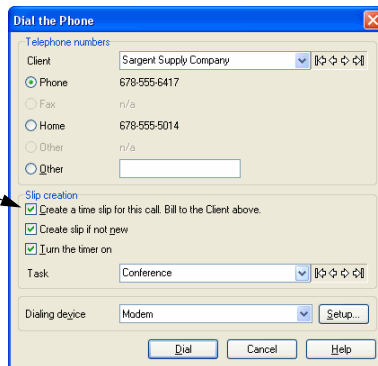 Dial the Phone
Telephone numbers
Client Sargent Supply Company
Phone 678-555-6417
Fax n/a
Home 678-555-5014
Other n/a
Other
Slip creation
Create a time slip for this call. Bill to the Client above.
Create slip if not new
Turn the timer on
Task Conference
Dialing device Modem Setup...
Dial Cancel Help